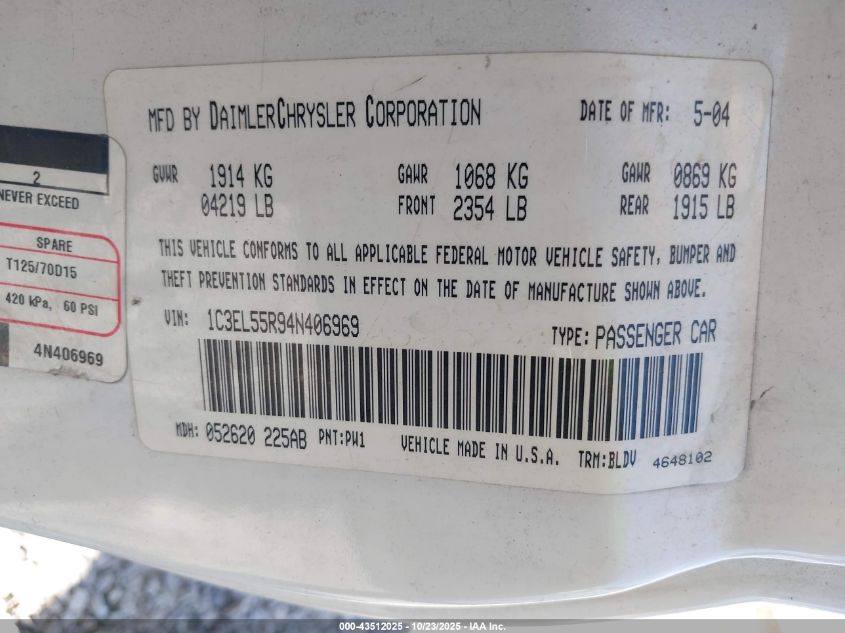 MFD BY DAIMLERCHRYSLER CORPORATION DATE OF MFR: 5-04
GVWR 1914 KG GAWR 1068 KG GAWR 0869 KG
04219 LB FRONT 2354 LB REAR 1915 LB
THIS VEHICLE CONFORMS TO ALL APPLICABLE FEDERAL MOTOR VEHICLE SAFETY, BUMPER AND
THEFT PREVENTION STANDARDS IN EFFECT ON THE DATE OF MANUFACTURE SHOWN ABOVE.
VIN: 1C3EL55R94N406969 TYPE: PASSENGER CAR
MDH: 052620 225AB PNT:PW1 VEHICLE MADE IN U.S.A. TRM:BLDV 4648102
2
NEVER EXCEED
SPARE
T125/70D15
420 kPa, 60 PSI
4N406969
000-43512025 - 10/23/2025 - IAA Inc.